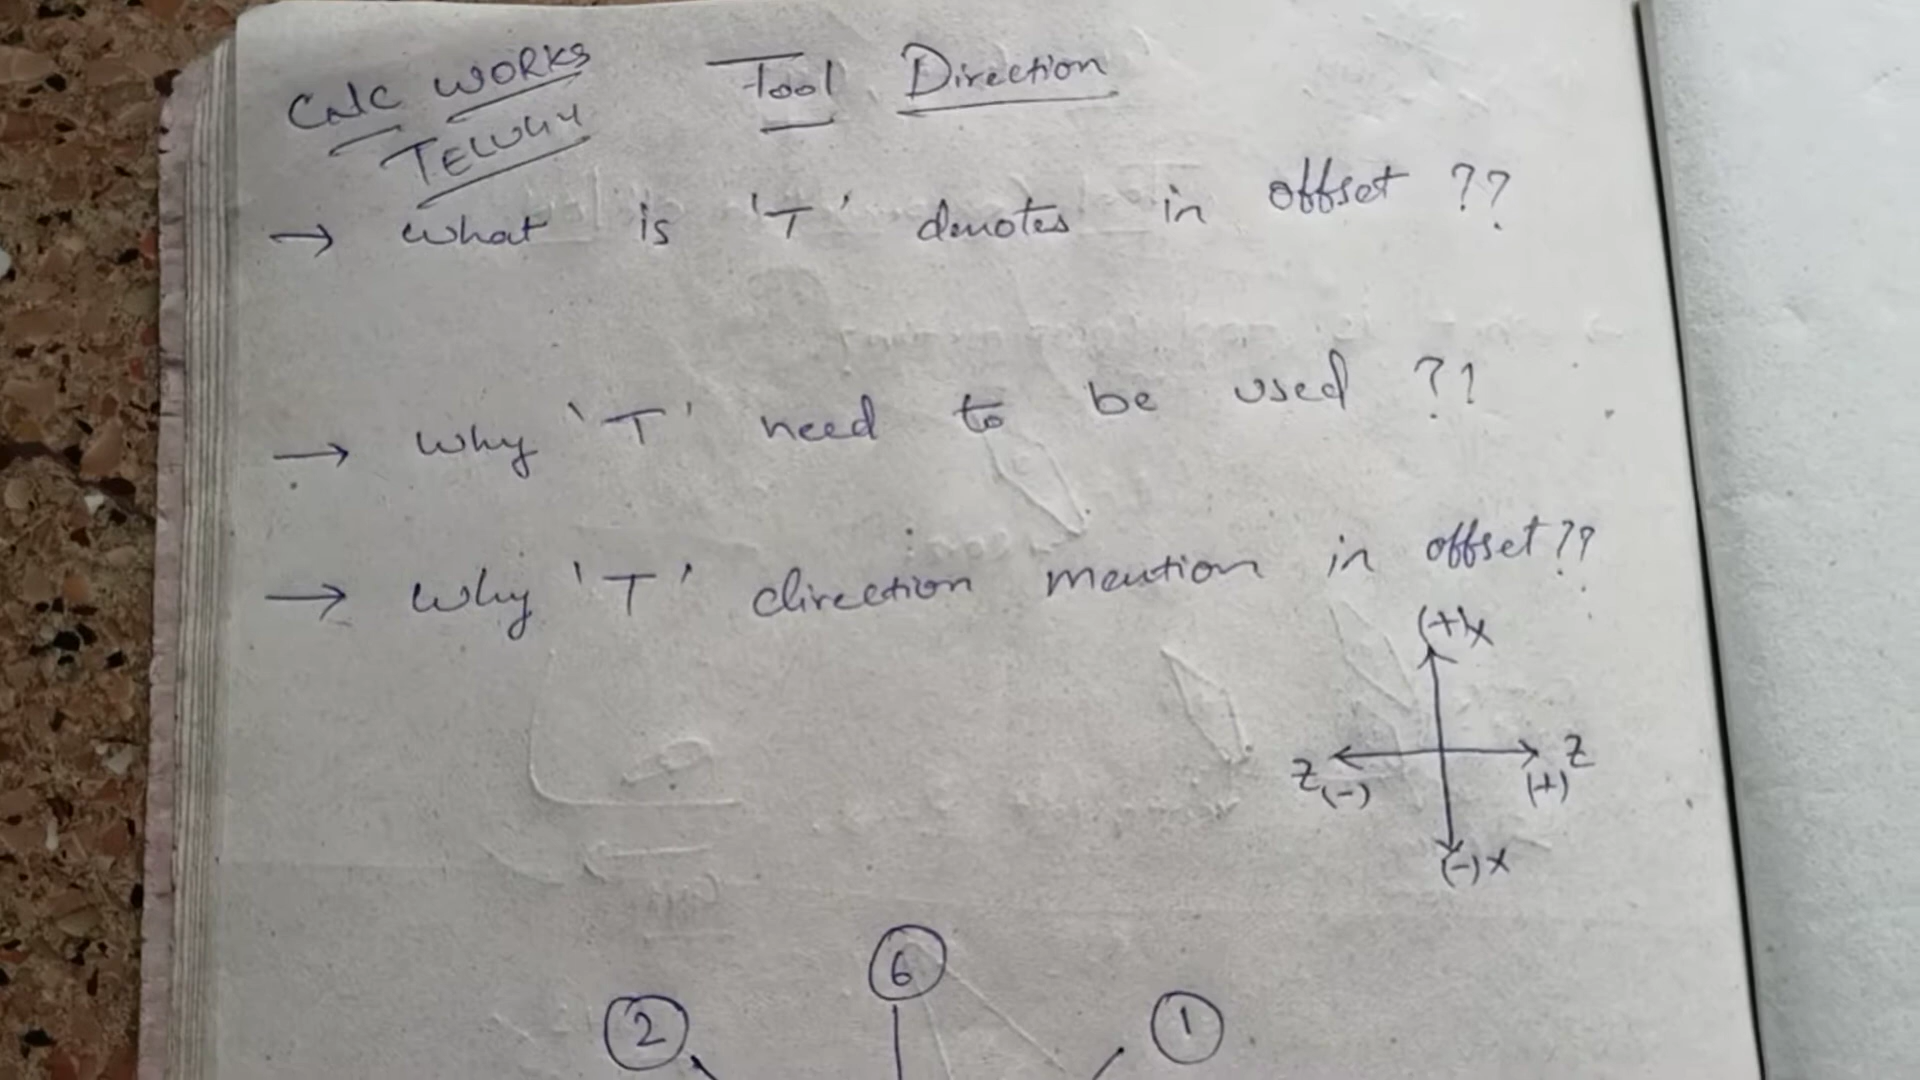 CNC WORKS
TELUGU
Tool Direction
→ what is 'T' denotes in offset ??
→ why 'T' need to be used ??
→ why 'T' direction mention in offset ??
(+)X
Z (-)
Z (+)
(-) X
6
2
1